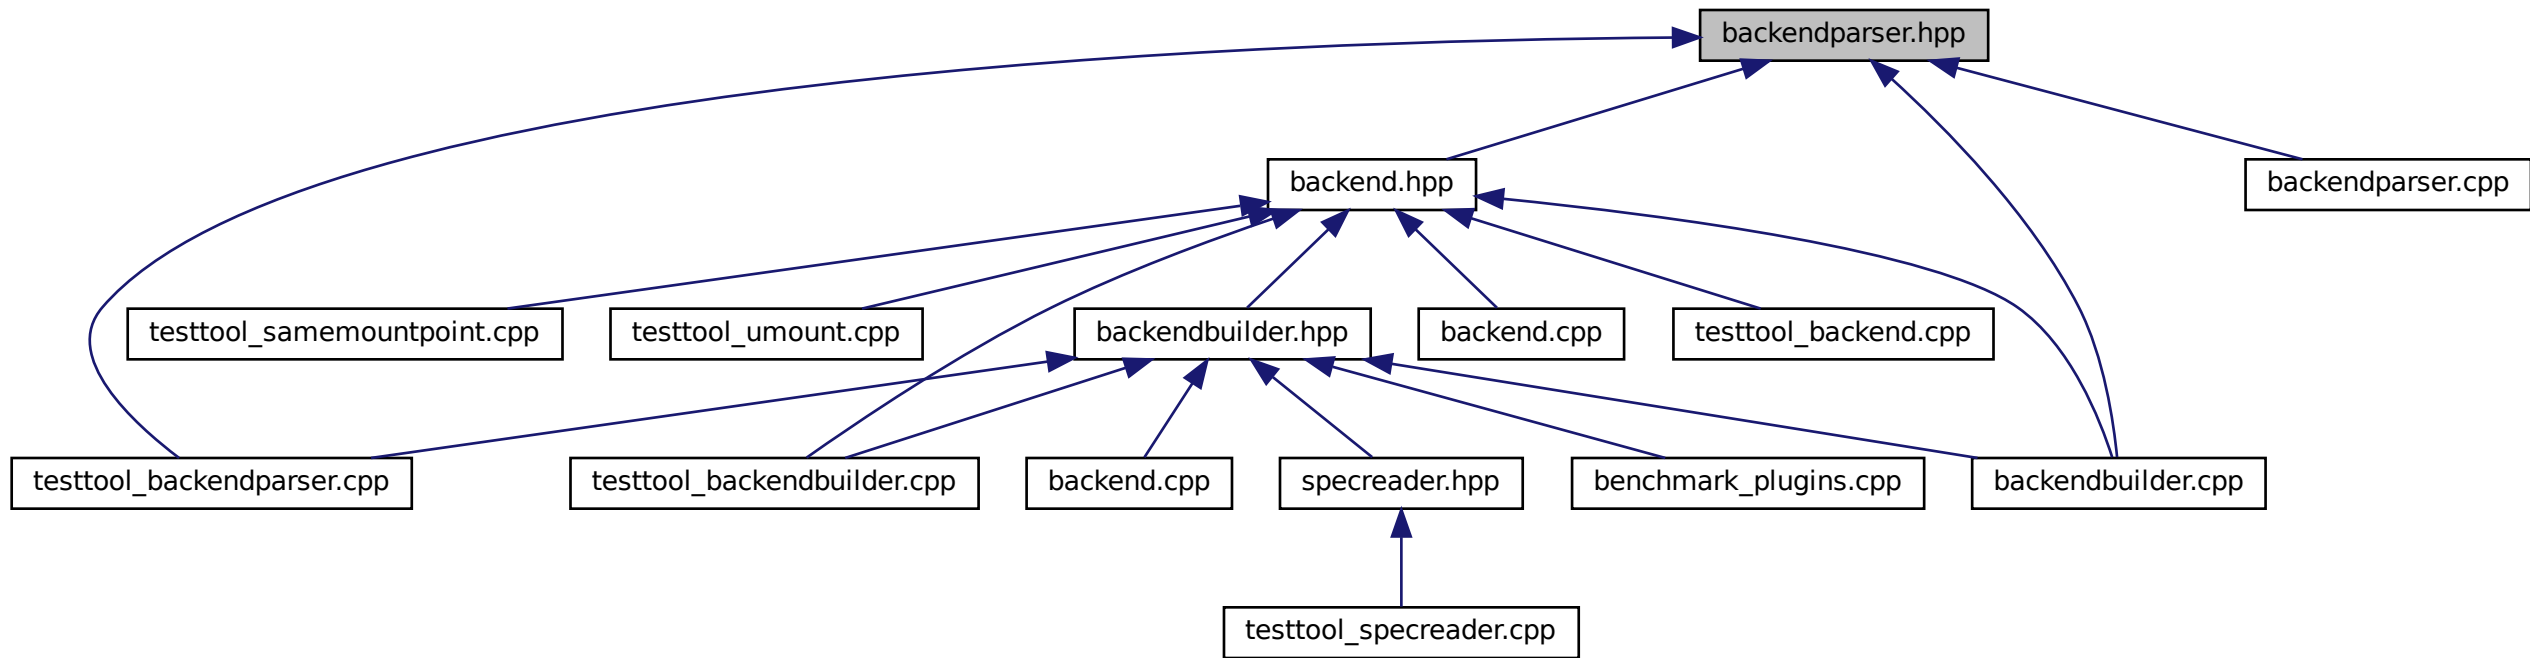 backendparser.hpp
backend.hpp
backendparser.cpp
testtool_samemountpoint.cpp
testtool_umount.cpp
backendbuilder.hpp
backend.cpp
testtool_backend.cpp
testtool_backendparser.cpp
testtool_backendbuilder.cpp
backend.cpp
specreader.hpp
benchmark_plugins.cpp
backendbuilder.cpp
testtool_specreader.cpp